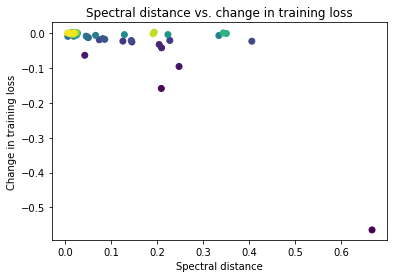 Spectral distance vs. change in training loss
Change in training loss
0.0
−0.1
−0.2
−0.3
−0.4
−0.5
0.0 0.1 0.2 0.3 0.4 0.5 0.6
Spectral distance